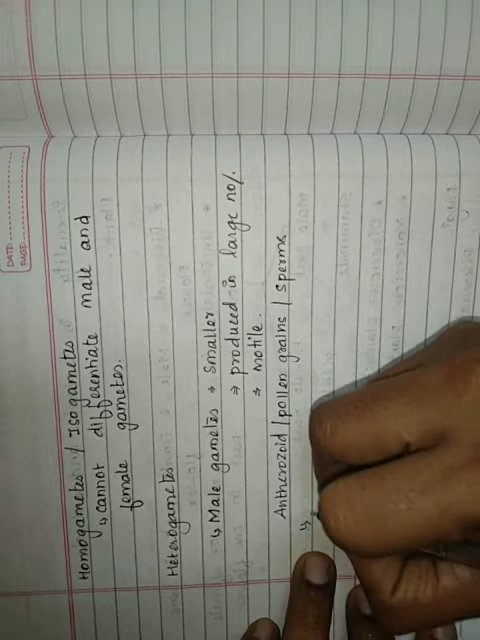 DATE:
PAGE:
Homogametes / Isogametes
↳ cannot differentiate male and
female gametes.
Heterogametes
↳ Male gametes → smaller
⇒ produced in large no/.
⇒ motile.
Antherozoid / pollen grains / sperms
↳